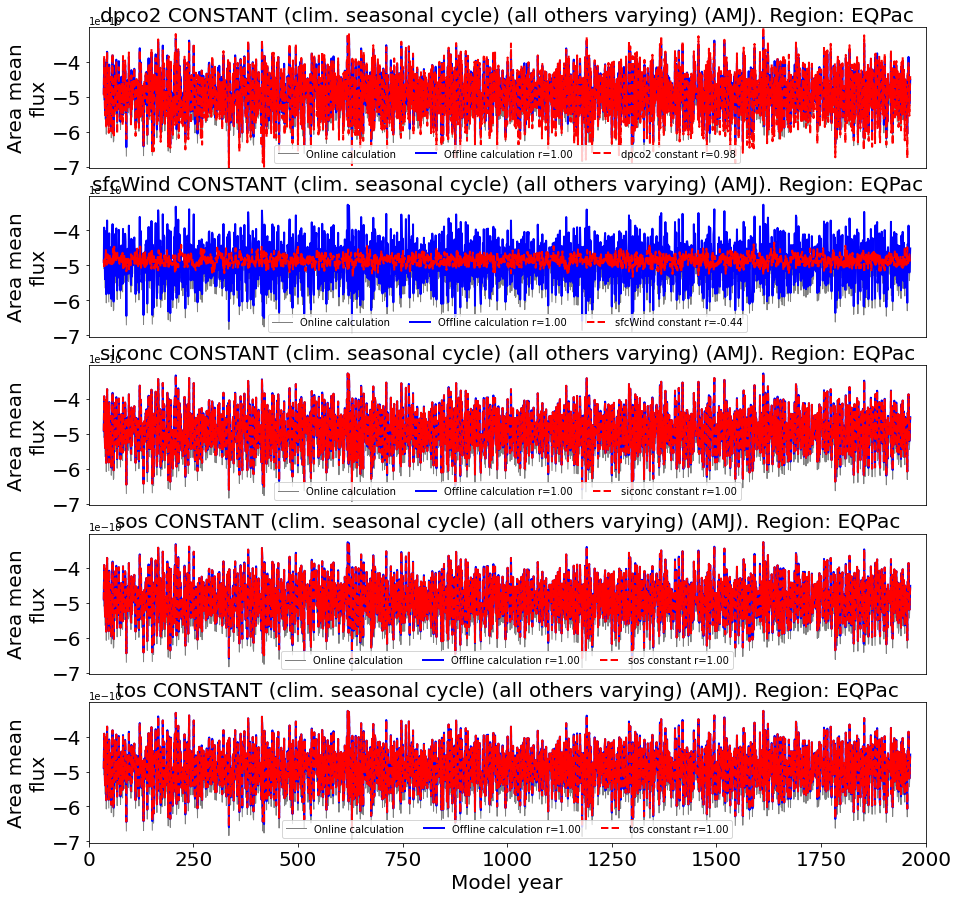 dpco2 CONSTANT (clim. seasonal cycle) (all others varying) (AMJ). Region: EQPac
1e−10
Area mean
flux
−4
−5
−6
−7
Online calculation
Offline calculation r=1.00
dpco2 constant r=0.98
sfcWind CONSTANT (clim. seasonal cycle) (all others varying) (AMJ). Region: EQPac
1e−10
Area mean
flux
−4
−5
−6
−7
Online calculation
Offline calculation r=1.00
sfcWind constant r=-0.44
siconc CONSTANT (clim. seasonal cycle) (all others varying) (AMJ). Region: EQPac
1e−10
Area mean
flux
−4
−5
−6
−7
Online calculation
Offline calculation r=1.00
siconc constant r=1.00
sos CONSTANT (clim. seasonal cycle) (all others varying) (AMJ). Region: EQPac
1e−10
Area mean
flux
−4
−5
−6
−7
Online calculation
Offline calculation r=1.00
sos constant r=1.00
tos CONSTANT (clim. seasonal cycle) (all others varying) (AMJ). Region: EQPac
1e−10
Area mean
flux
−4
−5
−6
−7
Online calculation
Offline calculation r=1.00
tos constant r=1.00
0 250 500 750 1000 1250 1500 1750 2000
Model year